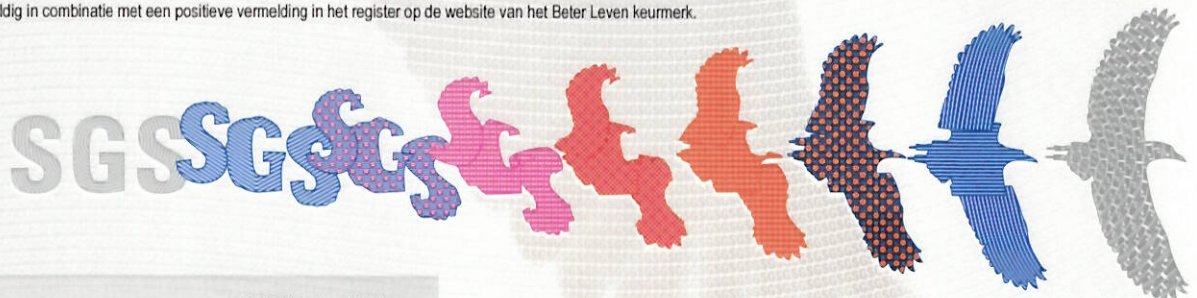 ldig in combinatie met een positieve vermelding in het register op de website van het Beter Leven keurmerk.
SGS SGS SGS